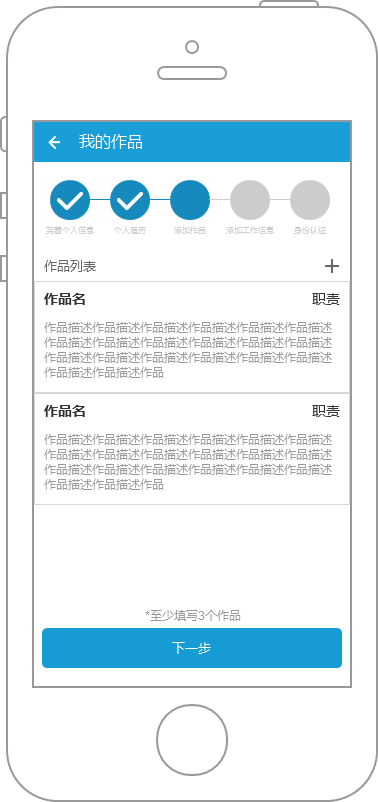 我的作品
完善个人信息 个人履历 添加作品 添加工作信息 身份认证
作品列表
作品名 职责
作品描述作品描述作品描述作品描述作品描述作品描述
作品描述作品描述作品描述作品描述作品描述作品描述
作品描述作品描述作品描述作品描述作品描述作品描述
作品描述作品描述作品
作品名 职责
作品描述作品描述作品描述作品描述作品描述作品描述
作品描述作品描述作品描述作品描述作品描述作品描述
作品描述作品描述作品描述作品描述作品描述作品描述
作品描述作品描述作品
*至少填写3个作品
下一步